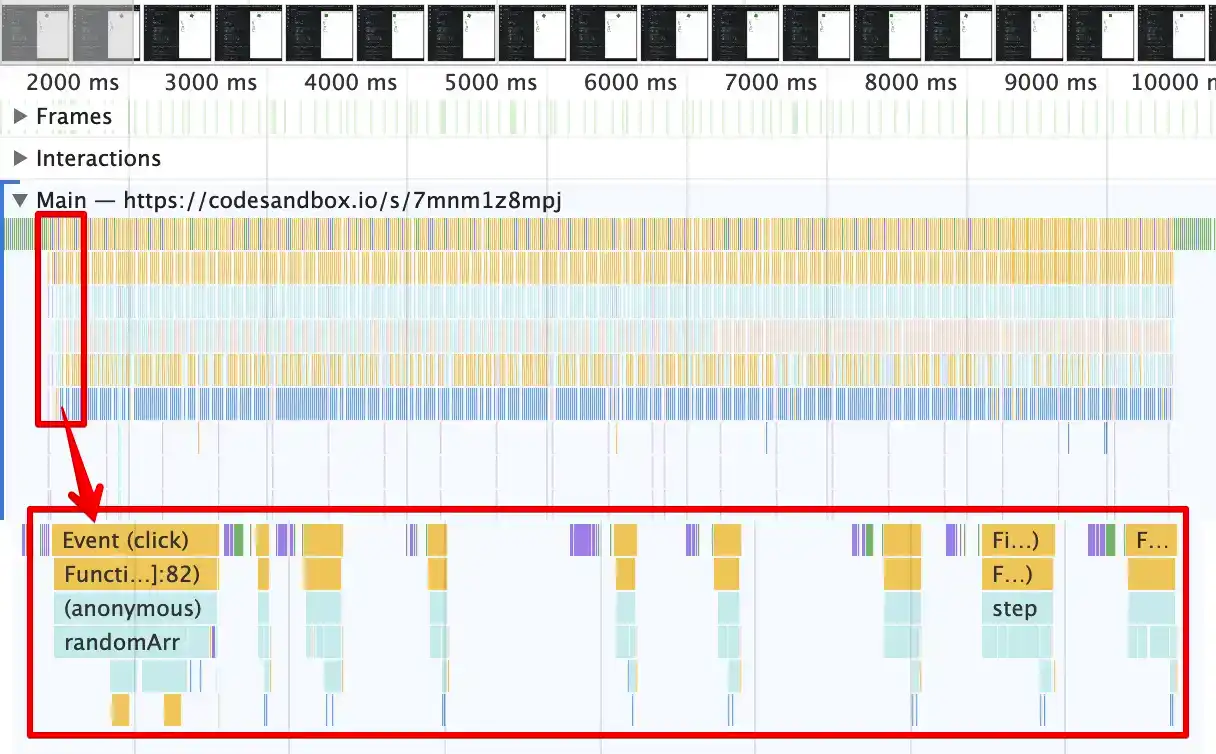 2000 ms 3000 ms 4000 ms 5000 ms 6000 ms 7000 ms 8000 ms 9000 ms 10000 m
Frames
Interactions
Main — https://codesandbox.io/s/7mnm1z8mpj
Event (click) Fi...) F...
Functi...]:82) F...)
(anonymous) step
randomArr